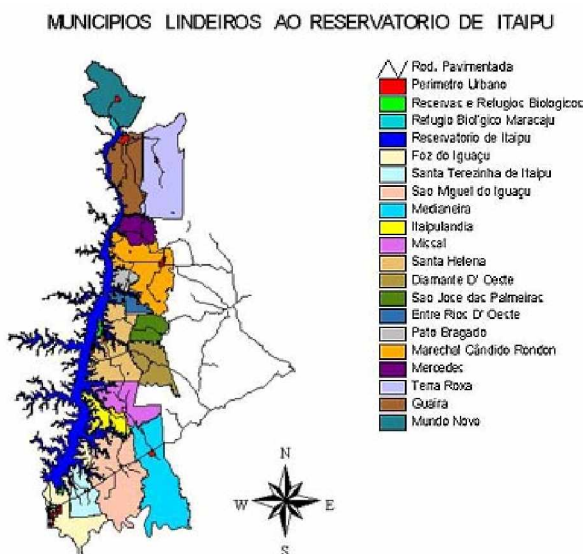 MUNICIPIOS LINDEIROS AO RESERVATORIO DE ITAIPU
Rod. Pavimentada
Perimetro Urbano
Reservas e Refugios Biologicos
Refugio Biol'gico Maracaju
Reservatorio de Itaipu
Foz do Iguaçu
Santa Terezinha de Itaipu
Sao Miguel do Iguaçu
Medianeira
Itaipulandia
Missal
Santa Helena
Diamante D' Oeste
Sao Jose das Palmeiras
Entre Rios D' Oeste
Pato Bragado
Marechal Cândido Rondon
Mercedes
Terra Roxa
Guaira
Mundo Novo
N
W E
S